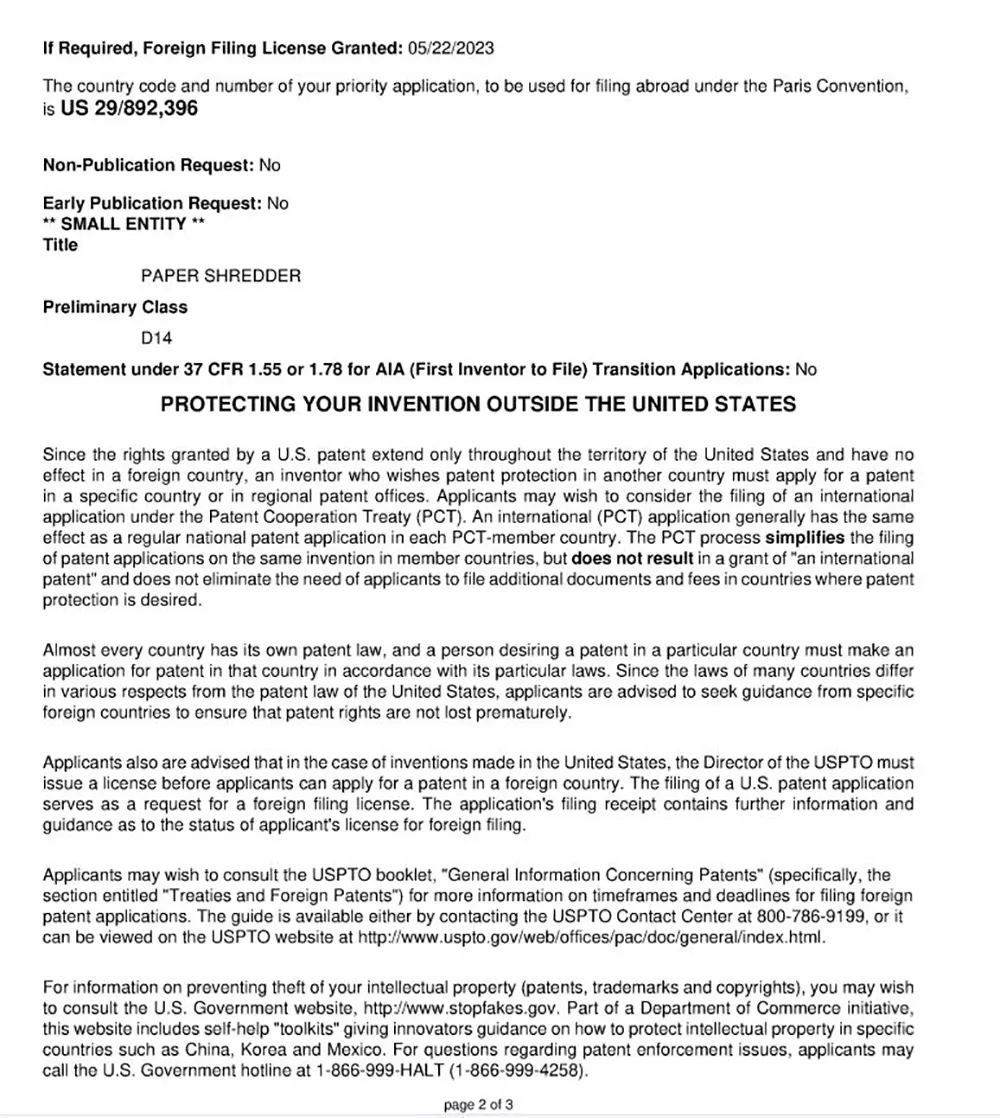 If Required, Foreign Filing License Granted: 05/22/2023
The country code and number of your priority application, to be used for filing abroad under the Paris Convention,
is US 29/892,396
Non-Publication Request: No
Early Publication Request: No
** SMALL ENTITY **
Title
PAPER SHREDDER
Preliminary Class
D14
Statement under 37 CFR 1.55 or 1.78 for AIA (First Inventor to File) Transition Applications: No
PROTECTING YOUR INVENTION OUTSIDE THE UNITED STATES
Since the rights granted by a U.S. patent extend only throughout the territory of the United States and have no
effect in a foreign country, an inventor who wishes patent protection in another country must apply for a patent
in a specific country or in regional patent offices. Applicants may wish to consider the filing of an international
application under the Patent Cooperation Treaty (PCT). An international (PCT) application generally has the same
effect as a regular national patent application in each PCT-member country. The PCT process simplifies the filing
of patent applications on the same invention in member countries, but does not result in a grant of "an international
patent" and does not eliminate the need of applicants to file additional documents and fees in countries where patent
protection is desired.
Almost every country has its own patent law, and a person desiring a patent in a particular country must make an
application for patent in that country in accordance with its particular laws. Since the laws of many countries differ
in various respects from the patent law of the United States, applicants are advised to seek guidance from specific
foreign countries to ensure that patent rights are not lost prematurely.
Applicants also are advised that in the case of inventions made in the United States, the Director of the USPTO must
issue a license before applicants can apply for a patent in a foreign country. The filing of a U.S. patent application
serves as a request for a foreign filing license. The application's filing receipt contains further information and
guidance as to the status of applicant's license for foreign filing.
Applicants may wish to consult the USPTO booklet, "General Information Concerning Patents" (specifically, the
section entitled "Treaties and Foreign Patents") for more information on timeframes and deadlines for filing foreign
patent applications. The guide is available either by contacting the USPTO Contact Center at 800-786-9199, or it
can be viewed on the USPTO website at http://www.uspto.gov/web/offices/pac/doc/general/index.html.
For information on preventing theft of your intellectual property (patents, trademarks and copyrights), you may wish
to consult the U.S. Government website, http://www.stopfakes.gov. Part of a Department of Commerce initiative,
this website includes self-help "toolkits" giving innovators guidance on how to protect intellectual property in specific
countries such as China, Korea and Mexico. For questions regarding patent enforcement issues, applicants may
call the U.S. Government hotline at 1-866-999-HALT (1-866-999-4258).
page 2 of 3